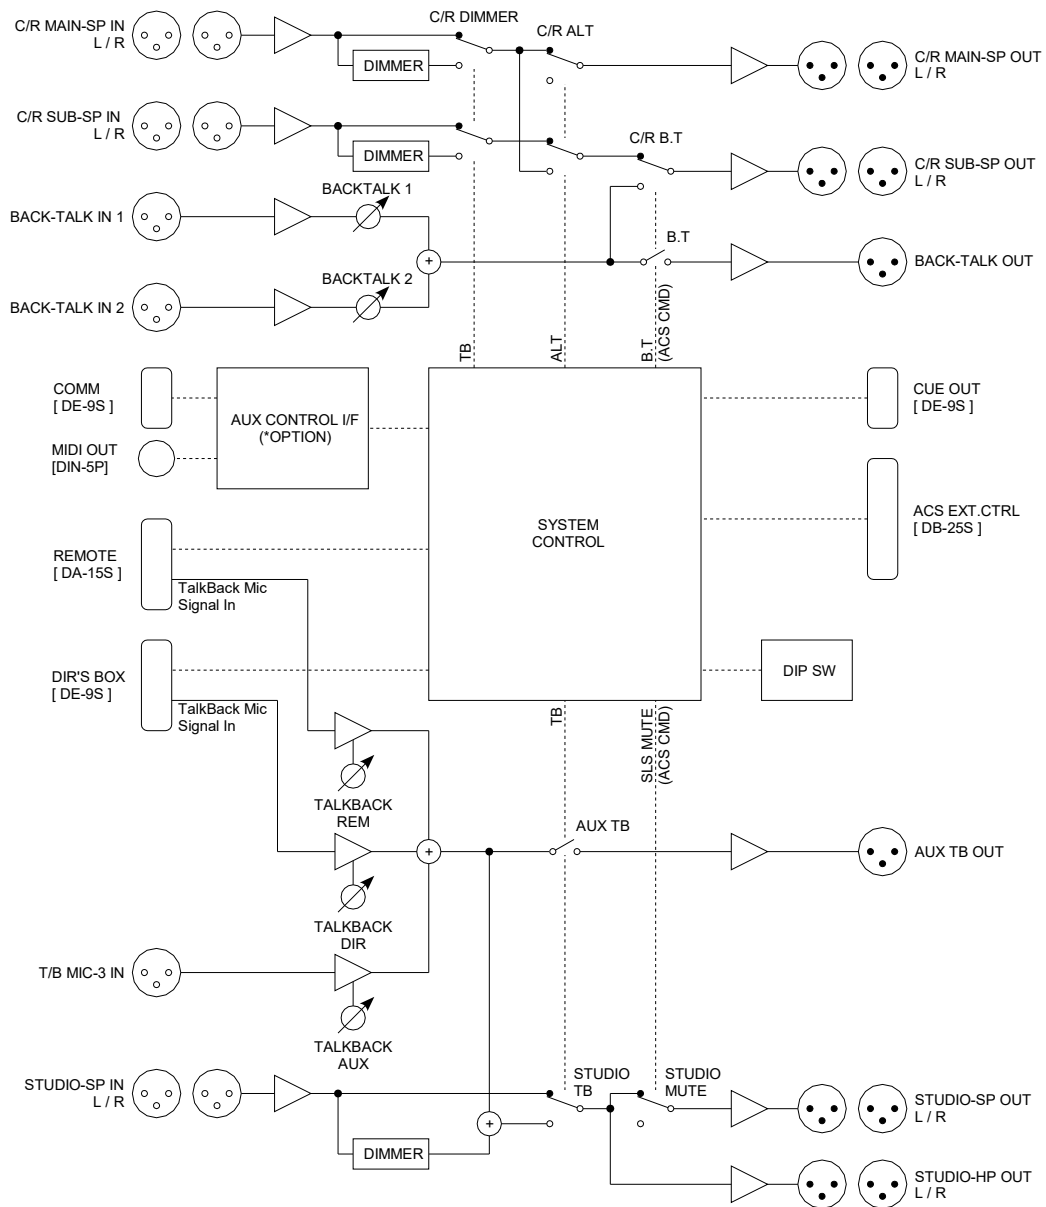 C/R MAIN-SP IN
L / R
C/R DIMMER
C/R ALT
DIMMER
C/R MAIN-SP OUT
L / R
C/R SUB-SP IN
L / R
DIMMER
C/R B.T
C/R SUB-SP OUT
L / R
BACKTALK 1
BACK-TALK IN 1
B.T
BACK-TALK OUT
BACKTALK 2
BACK-TALK IN 2
TB
ALT
B.T
(ACS CMD)
COMM
[ DE-9S ]
AUX CONTROL I/F
(*OPTION)
MIDI OUT
[DIN-5P]
CUE OUT
[ DE-9S ]
SYSTEM
CONTROL
ACS EXT.CTRL
[ DB-25S ]
REMOTE
[ DA-15S ]
TalkBack Mic
Signal In
DIR'S BOX
[ DE-9S ]
TalkBack Mic
Signal In
DIP SW
TB
SLS MUTE
(ACS CMD)
TALKBACK
REM
AUX TB
AUX TB OUT
TALKBACK
DIR
T/B MIC-3 IN
TALKBACK
AUX
STUDIO-SP IN
L / R
STUDIO
TB
STUDIO
MUTE
STUDIO-SP OUT
L / R
DIMMER
STUDIO-HP OUT
L / R